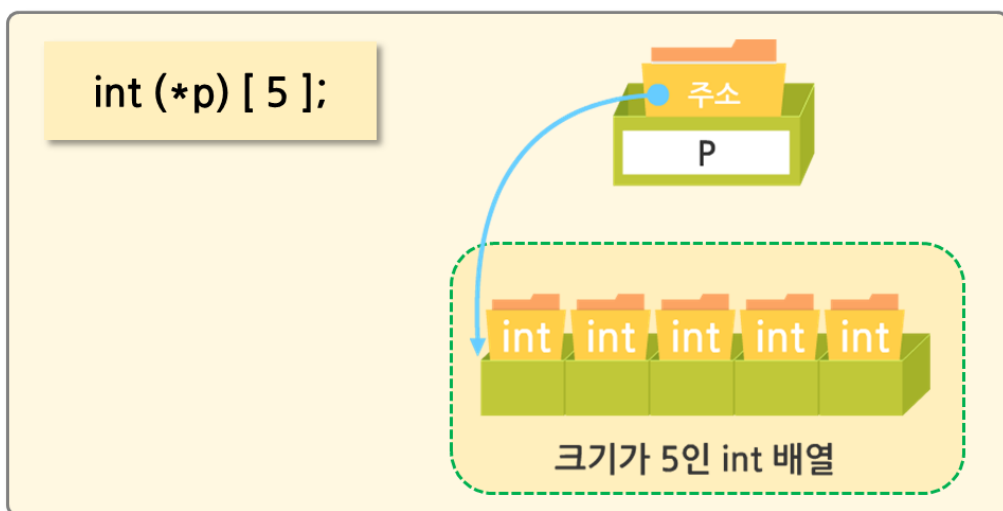 int (*p) [ 5 ];
주소
P
int int int int int
크기가 5인 int 배열